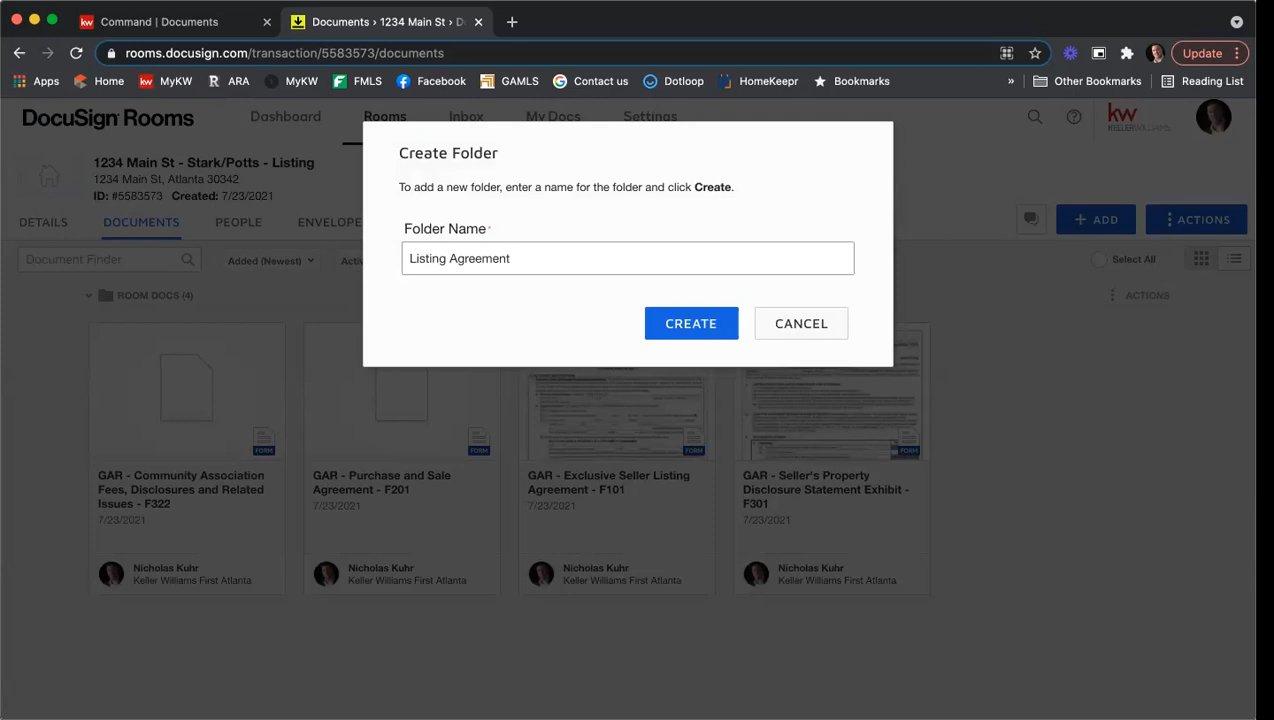 Command | Documents
Documents › 1234 Main St › D
rooms.docusign.com/transaction/5583573/documents
Update
Apps
Home
MyKW
ARA
MyKW
FMLS
Facebook
GAMLS
Contact us
Dotloop
HomeKeepr
Bookmarks
»
Other Bookmarks
Reading List
DocuSign Rooms
Dashboard
Rooms
Inbox
My Docs
Settings
kw
KELLERWILLIAMS
1234 Main St - Stark/Potts - Listing
1234 Main St, Atlanta 30342
ID: #5583573 Created: 7/23/2021
DETAILS
DOCUMENTS
PEOPLE
ENVELOPE
+ ADD
ACTIONS
Document Finder
Added (Newest)
Activ
Select All
ROOM DOCS (4)
ACTIONS
Create Folder
To add a new folder, enter a name for the folder and click Create.
Folder Name*
Listing Agreement
CREATE
CANCEL
FORM
FORM
FORM
FORM
GAR - Community Association
Fees, Disclosures and Related
Issues - F322
7/23/2021
Nicholas Kuhr
Keller Williams First Atlanta
GAR - Purchase and Sale
Agreement - F201
7/23/2021
Nicholas Kuhr
Keller Williams First Atlanta
GAR - Exclusive Seller Listing
Agreement - F101
7/23/2021
Nicholas Kuhr
Keller Williams First Atlanta
GAR - Seller's Property
Disclosure Statement Exhibit -
F301
7/23/2021
Nicholas Kuhr
Keller Williams First Atlanta